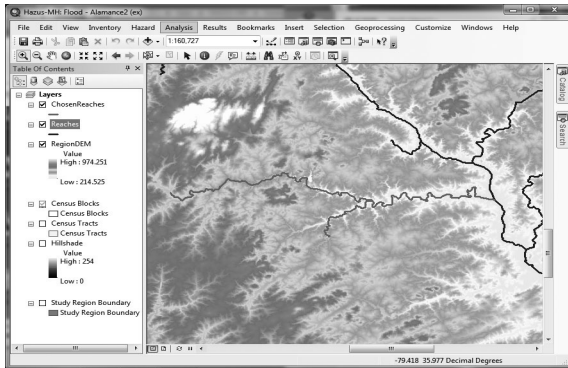 Hazus-MH: Flood - Alamance2 (ex)
File Edit View Inventory Hazard Analysis Results Bookmarks Insert Selection Geoprocessing Customize Windows Help
1:160,727
Table Of Contents
Layers
ChosenReaches
Reaches
RegionDEM
Value
High : 974.251
Low : 214.525
Census Blocks
Census Blocks
Census Tracts
Census Tracts
Hillshade
Value
High : 254
Low : 0
Study Region Boundary
Study Region Boundary
Catalog
Search
-79.418 35.977 Decimal Degrees